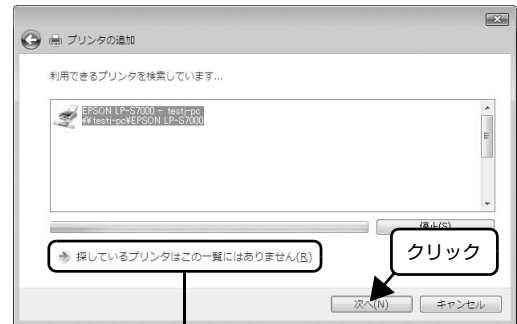 プリンタの追加
利用できるプリンタを検索しています...
EPSON LP-S7000 - testj-pc
¥¥testj-pc¥EPSON LP-S7000
停止(S)
探しているプリンタはこの一覧にはありません(R)
クリック
次へ(N)
キャンセル